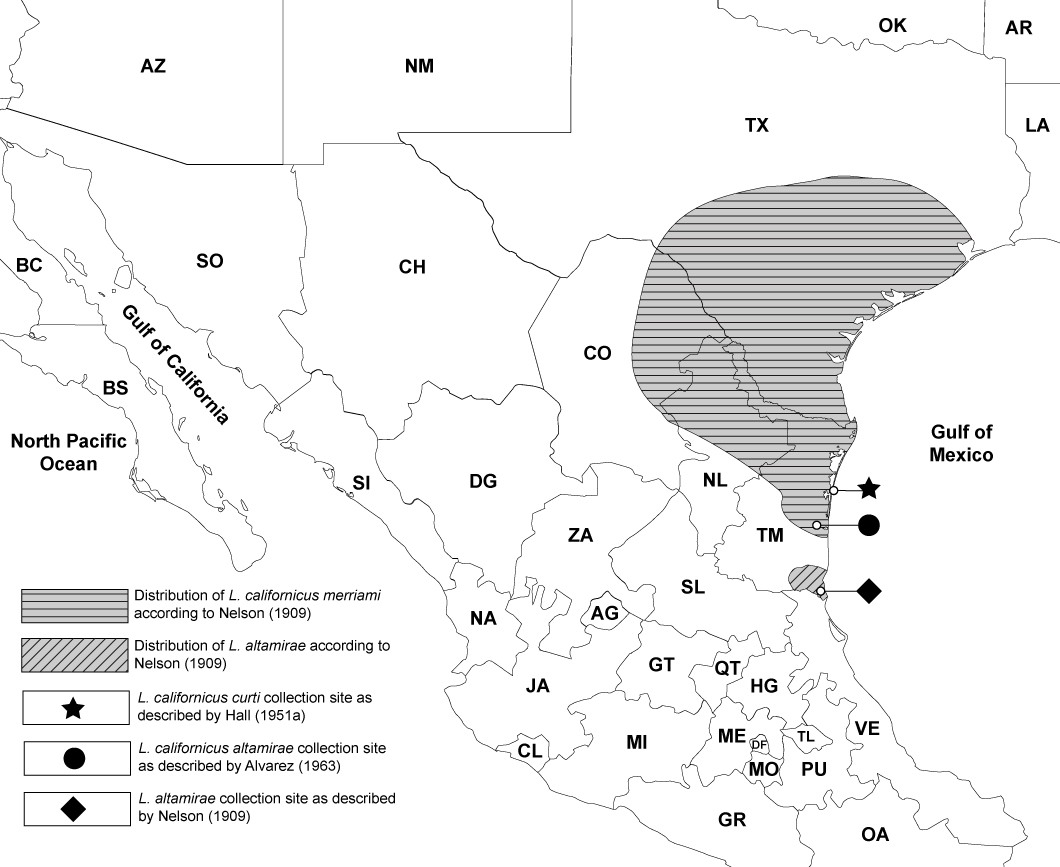 OK
AR
AZ
NM
TX
LA
BC
SO
CH
Gulf of California
CO
BS
North Pacific
Ocean
Gulf of
Mexico
SI
DG
NL
ZA
TM
SL
NA
AG
GT
QT
HG
JA
ME
DF
TL
VE
MI
CL
MO
PU
GR
OA
Distribution of L. californicus merriami
according to Nelson (1909)
Distribution of L. altamirae according to
Nelson (1909)
L. californicus curti collection site as
described by Hall (1951a)
L. californicus altamirae collection site
as described by Alvarez (1963)
L. altamirae collection site as described
by Nelson (1909)